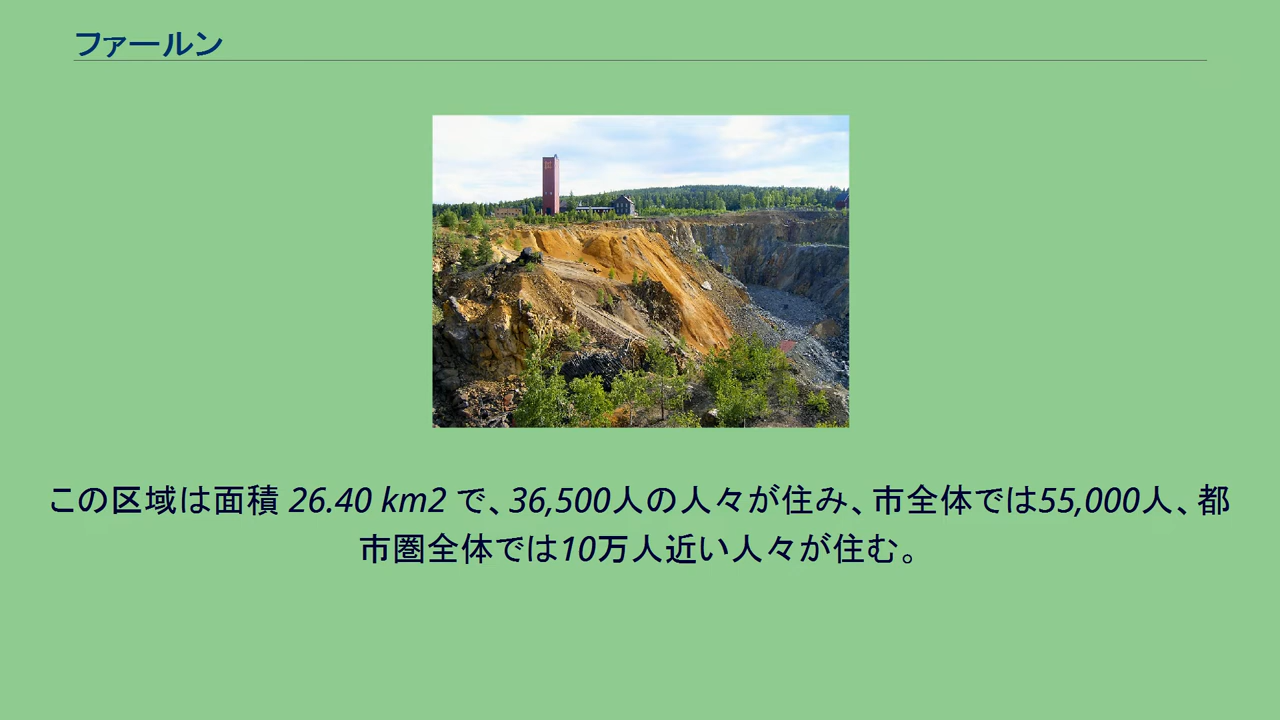 ファールン
この区域は面積 26.40 km2 で、36,500人の人々が住み、市全体では55,000人、都
市圏全体では10万人近い人々が住む。